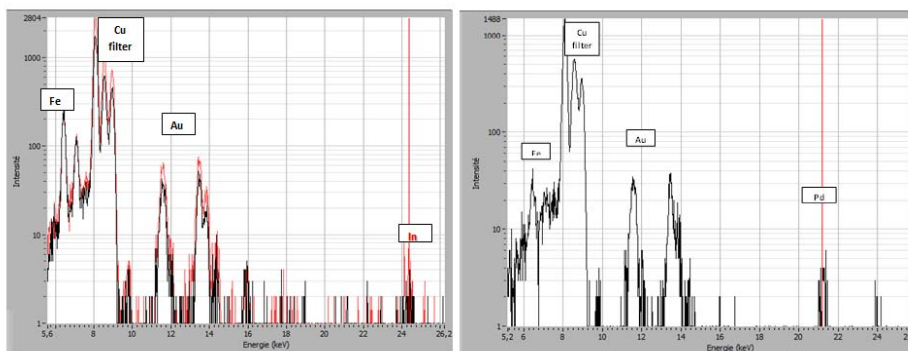 2804
1000
100
10
1
Intensité
Cu
filter
Fe
Au
In
5,6 8 10 12 14 16 18 20 22 24 26,2
Energie (keV)
1488
1000
100
10
1
Intensité
Cu
filter
Fe
Au
Pd
5,2 6 8 10 12 14 16 18 20 22 24
Energie (keV)